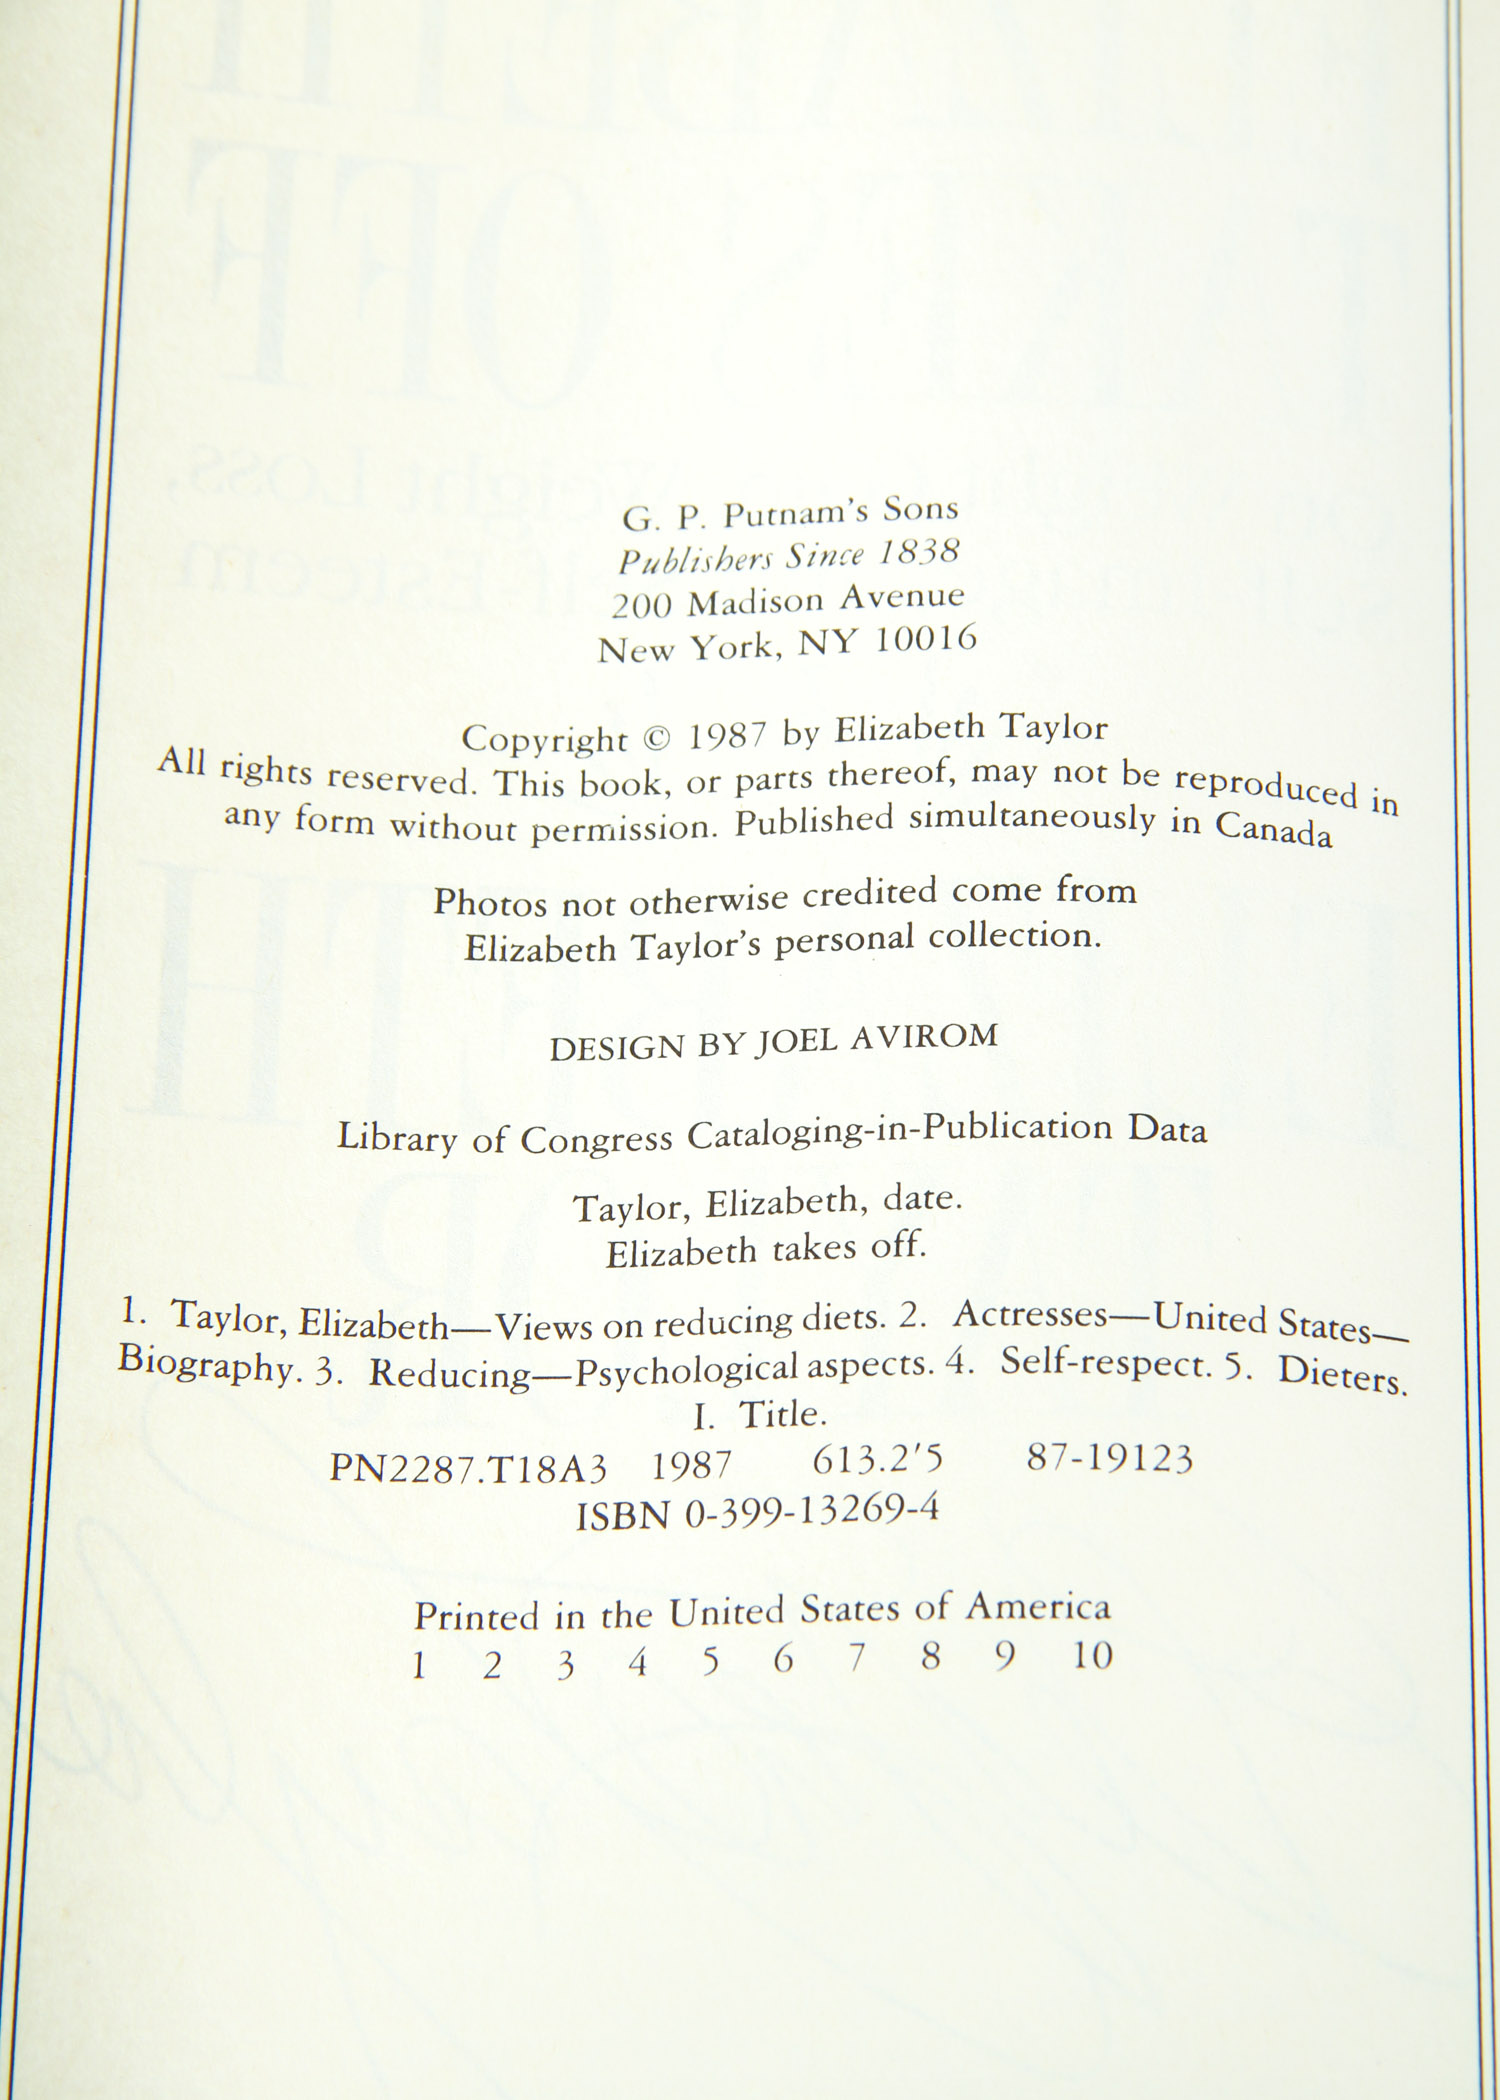 G. P. Putnam's Sons
Publishers Since 1838
200 Madison Avenue
New York, NY 10016
Copyright © 1987 by Elizabeth Taylor
All rights reserved. This book, or parts thereof, may not be reproduced in
any form without permission. Published simultaneously in Canada
Photos not otherwise credited come from
Elizabeth Taylor's personal collection.
DESIGN BY JOEL AVIROM
Library of Congress Cataloging-in-Publication Data
Taylor, Elizabeth, date.
Elizabeth takes off.
1. Taylor, Elizabeth—Views on reducing diets. 2. Actresses—United States—
Biography. 3. Reducing—Psychological aspects. 4. Self-respect. 5. Dieters.
I. Title.
PN2287.T18A3 1987 613.2'5 87-19123
ISBN 0-399-13269-4
Printed in the United States of America
1 2 3 4 5 6 7 8 9 10